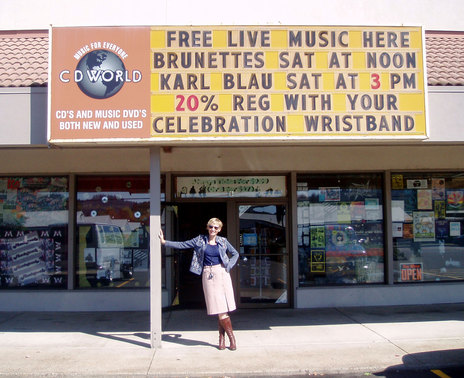 MUSIC FOR EVERYONE
CD WORLD
CD'S AND MUSIC DVD'S
BOTH NEW AND USED
FREE LIVE MUSIC HERE
BRUNETTES SAT AT NOON
KARL BLAU SAT AT 3 PM
20% REG WITH YOUR
CELEBRATION WRISTBAND
OPEN